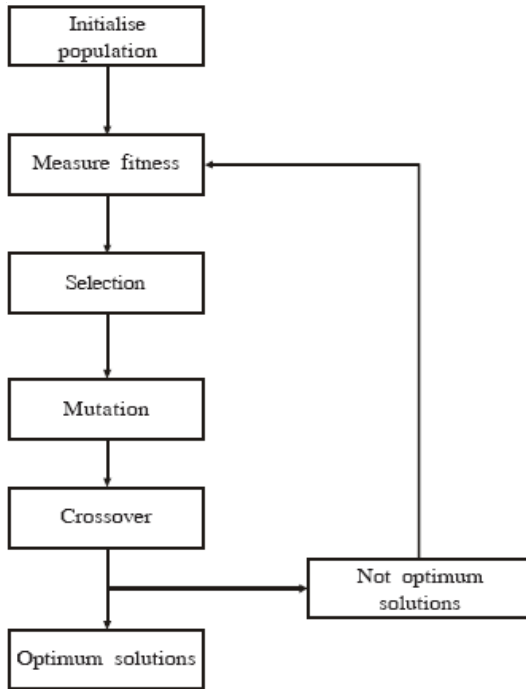 Initialise
population
Measure fitness
Selection
Mutation
Crossover
Not optimum
solutions
Optimum solutions